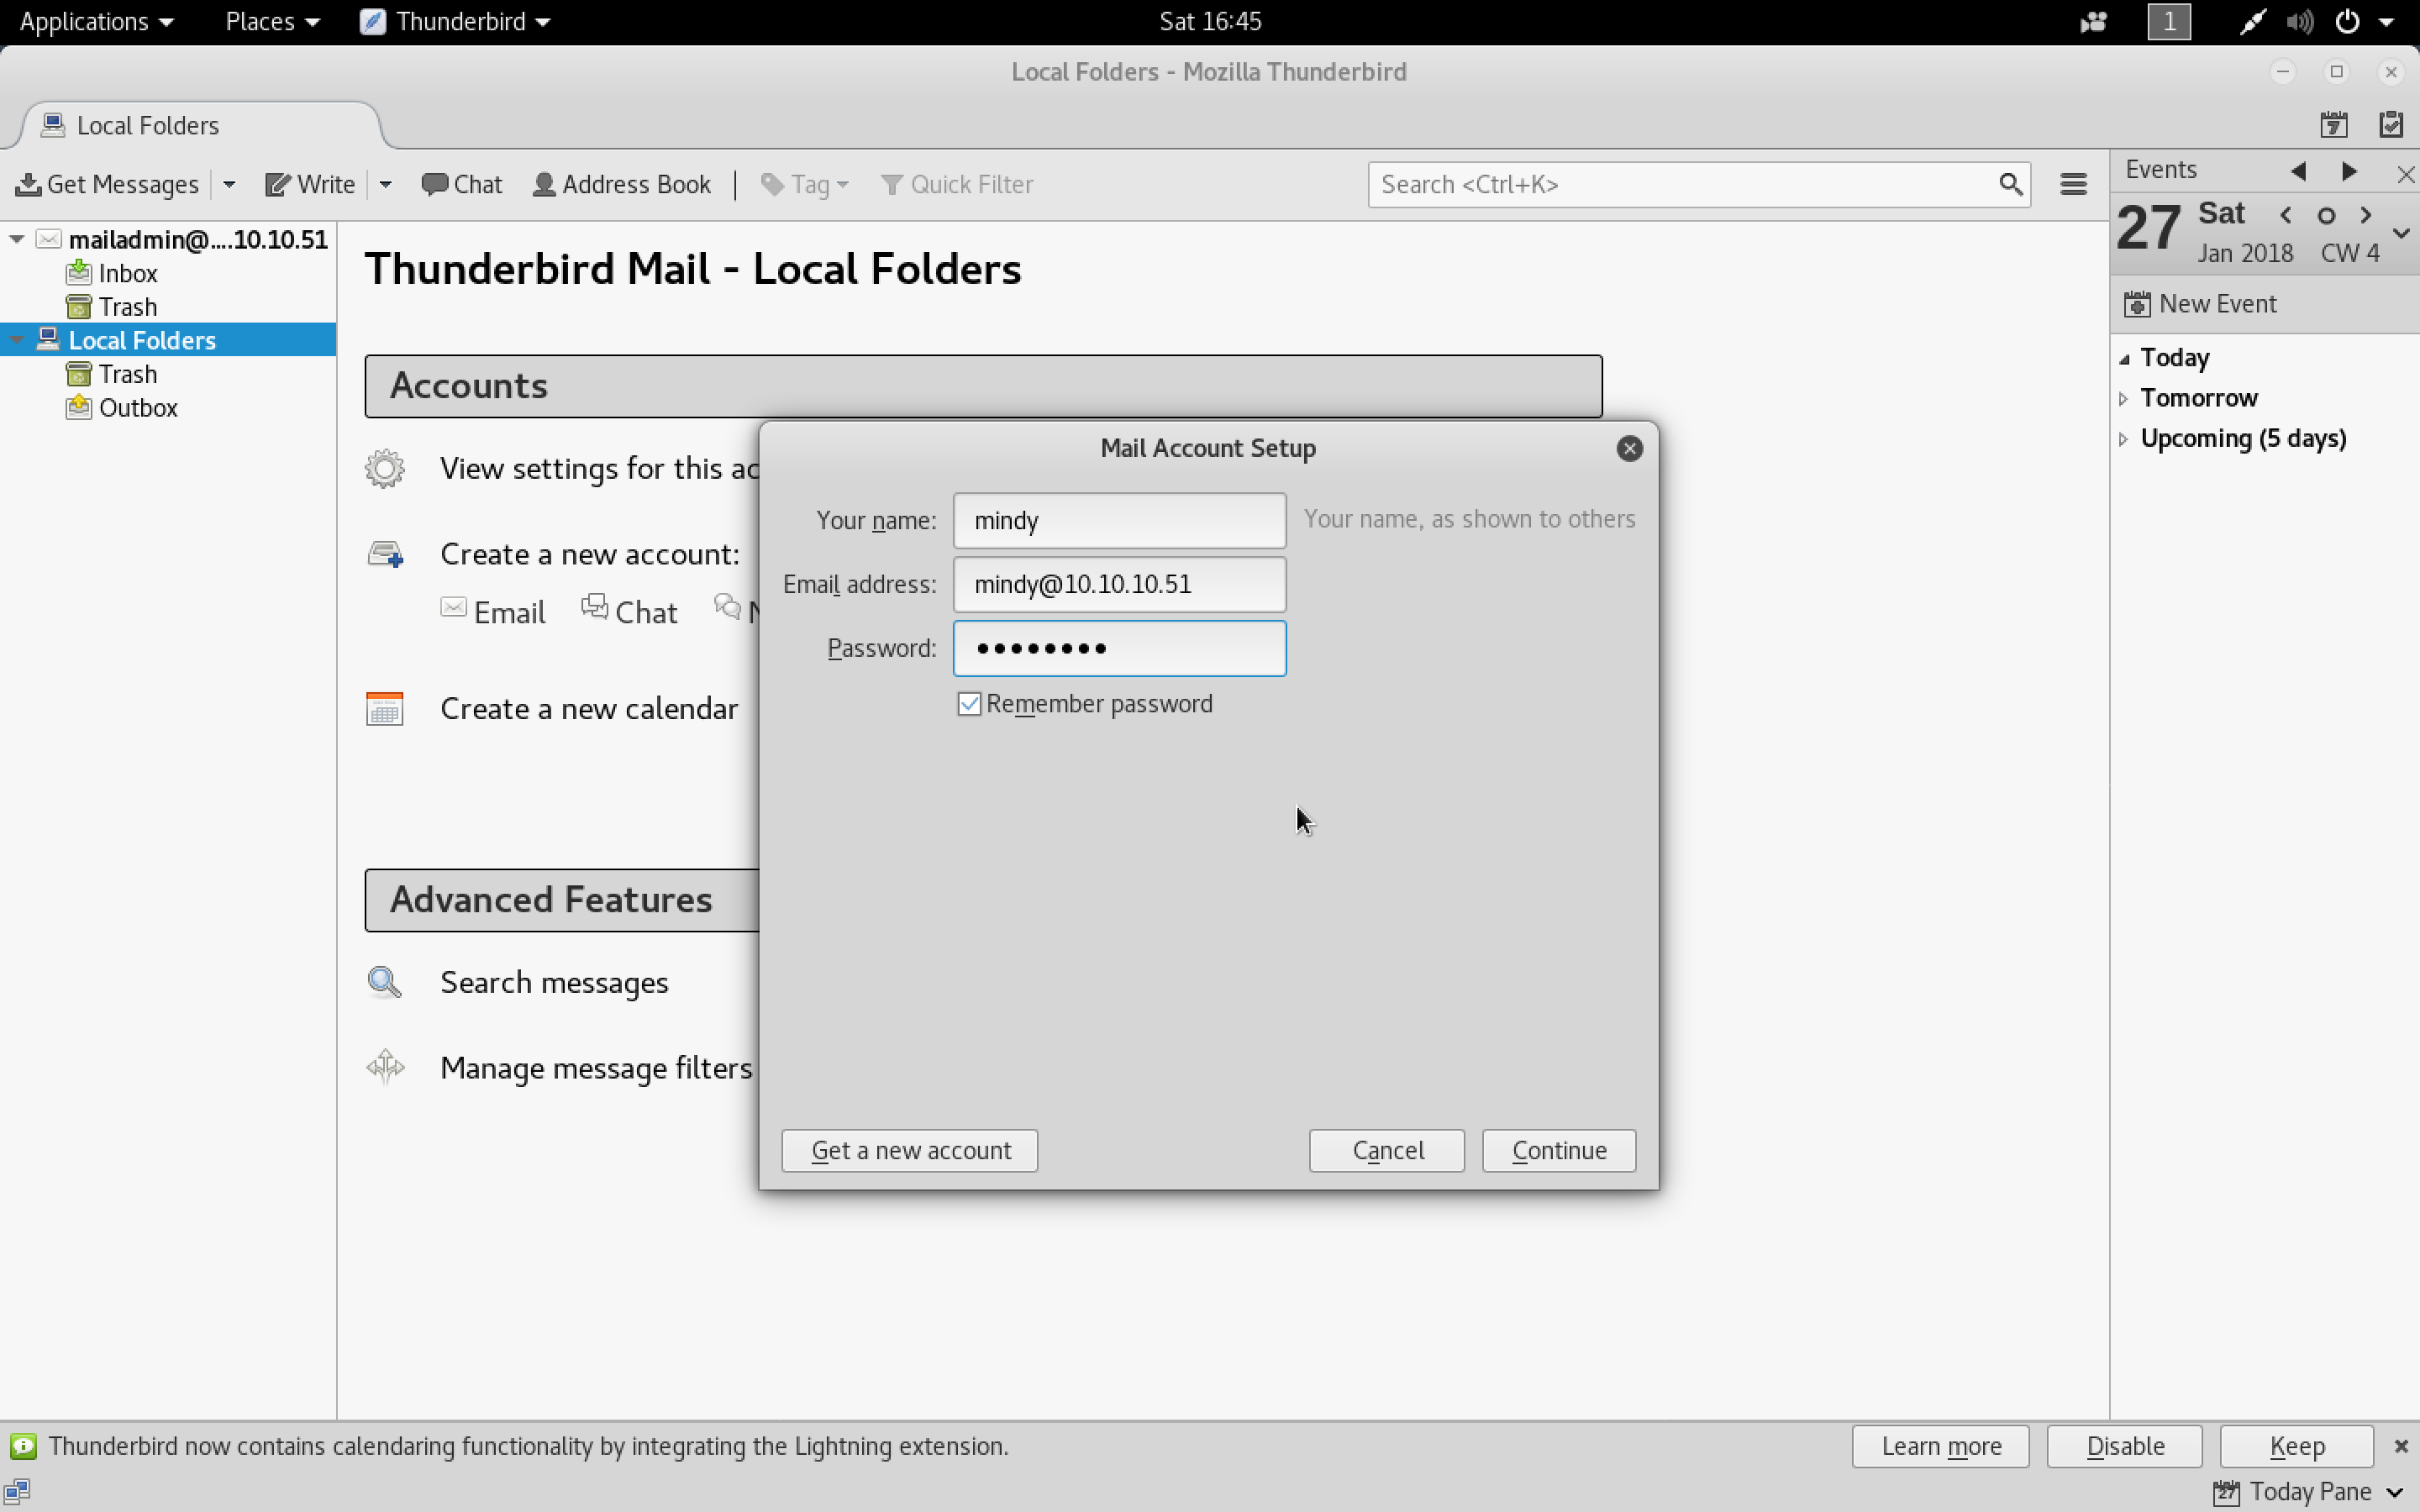 Applications Places Thunderbird Sat 16:45 1
Local Folders - Mozilla Thunderbird
Local Folders
Get Messages Write Chat Address Book Tag Quick Filter Search <Ctrl+K>
mailadmin@....10.10.51
Inbox
Trash
Local Folders
Trash
Outbox
Thunderbird Mail - Local Folders
Accounts
View settings for this ac
Create a new account:
Email Chat
Create a new calendar
Advanced Features
Search messages
Manage message filters
Mail Account Setup
Your name: mindy Your name, as shown to others
Email address: mindy@10.10.10.51
Password: ••••••••
Remember password
Get a new account Cancel Continue
7
Events
27 Sat
Jan 2018 CW 4
New Event
Today
Tomorrow
Upcoming (5 days)
Thunderbird now contains calendaring functionality by integrating the Lightning extension. Learn more Disable Keep
27 Today Pane